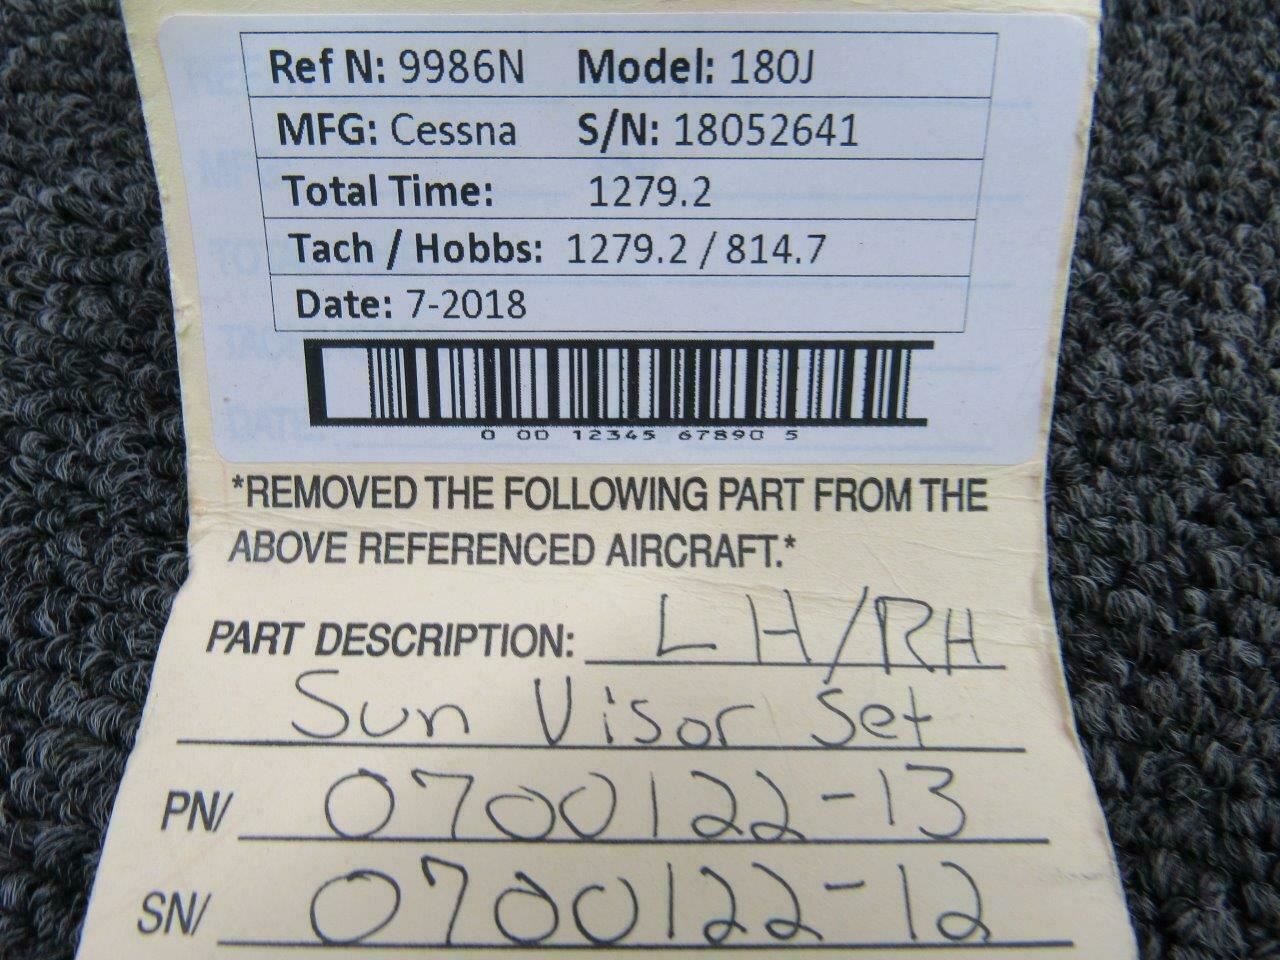 Ref N: 9986N Model: 180J
MFG: Cessna S/N: 18052641
Total Time: 1279.2
Tach / Hobbs: 1279.2 / 814.7
Date: 7-2018
0 00 12345 67890 5
*REMOVED THE FOLLOWING PART FROM THE
ABOVE REFERENCED AIRCRAFT.*
PART DESCRIPTION: LH/RH
Sun Visor Set
PN/ 0700122-13
SN/ 0700122-12